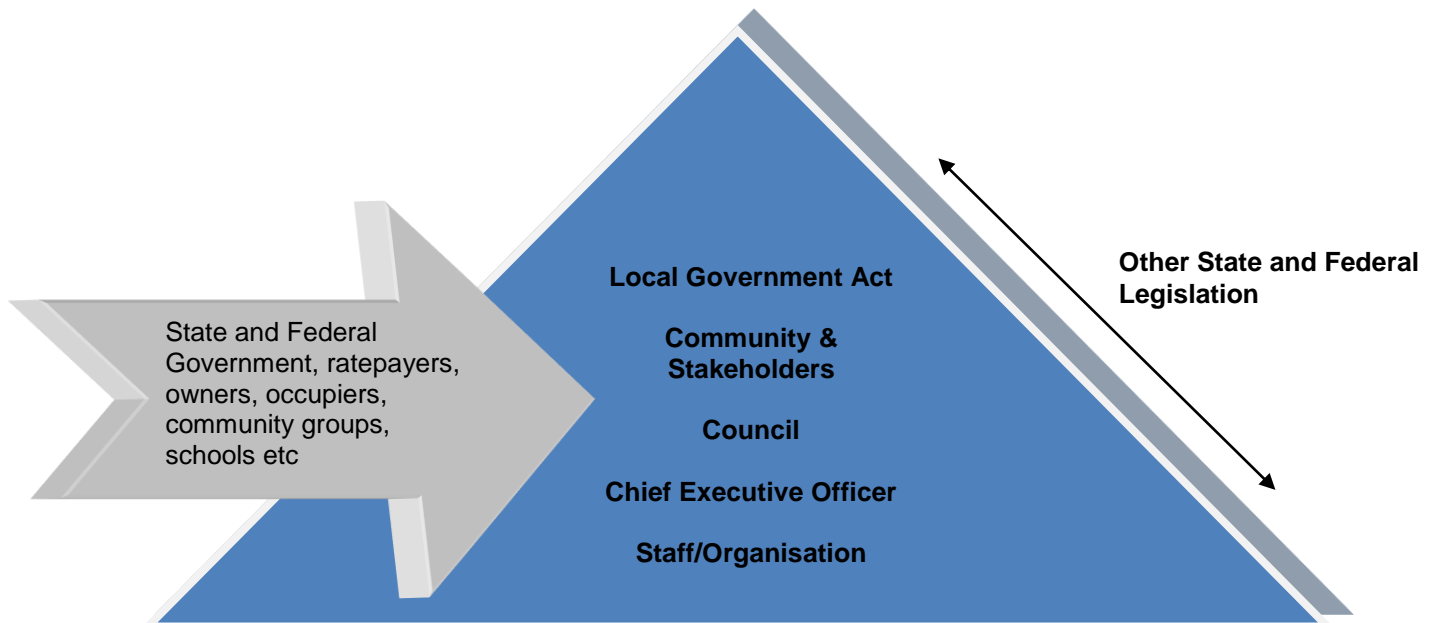 State and Federal
Government, ratepayers,
owners, occupiers,
community groups,
schools etc
Local Government Act
Community &
Stakeholders
Council
Chief Executive Officer
Staff/Organisation
Other State and Federal
Legislation